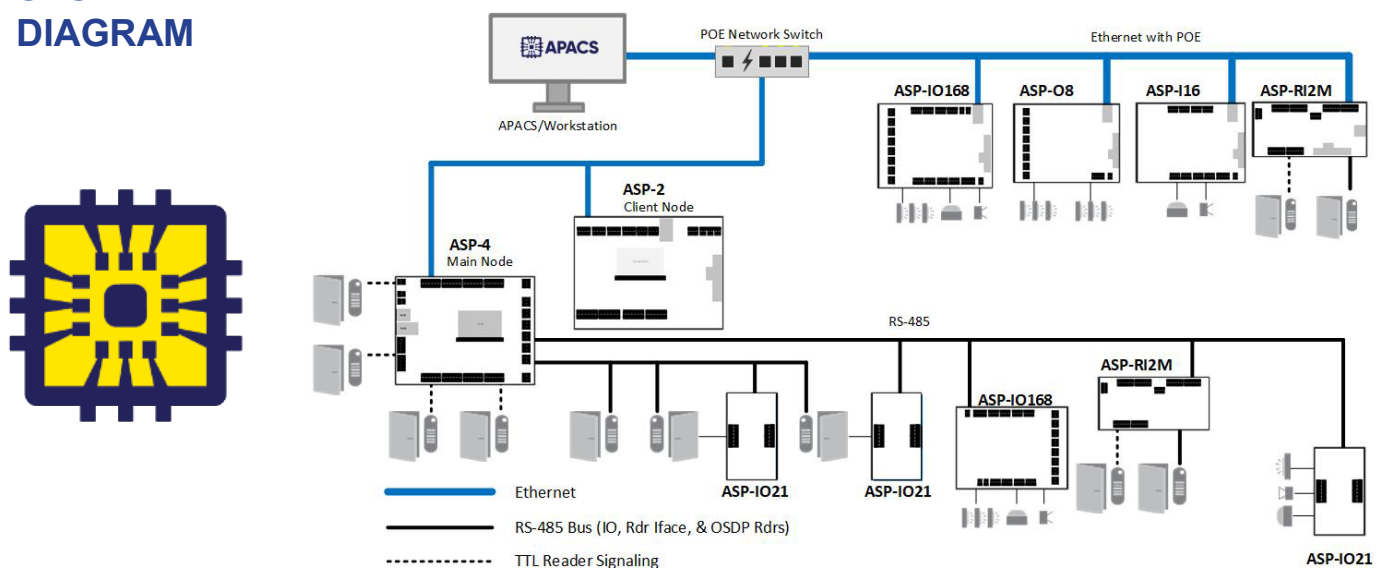 DIAGRAM
APACS
APACS/Workstation
POE Network Switch
Ethernet with POE
ASP-IO168
ASP-O8
ASP-I16
ASP-RI2M
ASP-2
Client Node
ASP-4
Main Node
RS-485
ASP-RI2M
ASP-IO168
ASP-IO21
ASP-IO21
ASP-IO21
Ethernet
RS-485 Bus (IO, Rdr Iface, & OSDP Rdrs)
TTL Reader Signaling